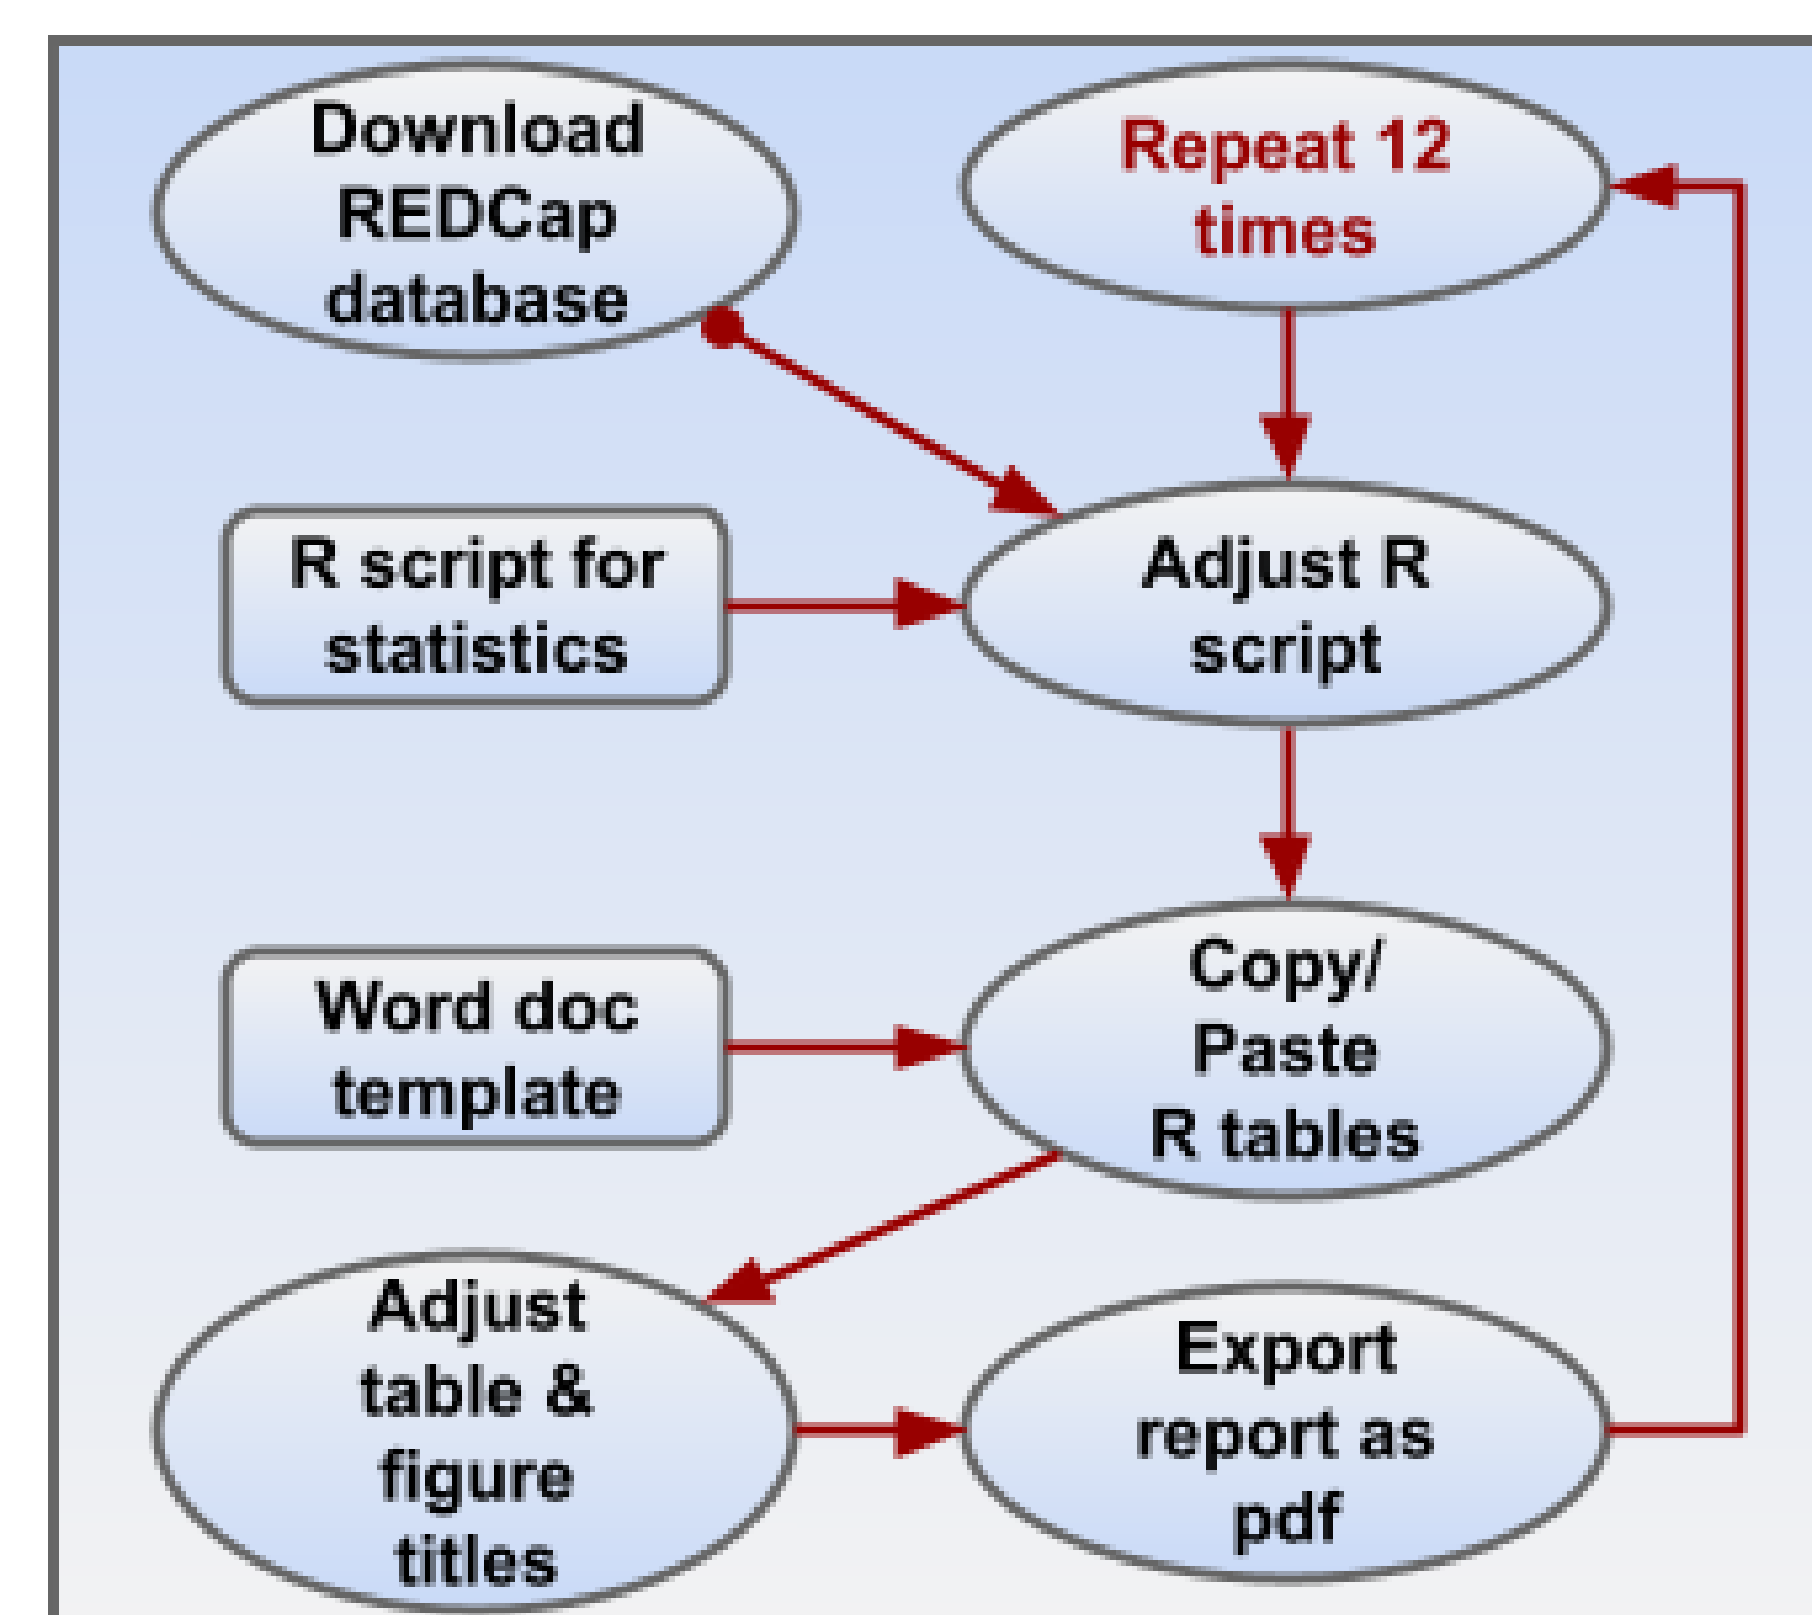 Download
REDCap
database
Repeat 12
times
R script for
statistics
Adjust R
script
Word doc
template
Copy/
Paste
R tables
Adjust
table &
figure
titles
Export
report as
pdf